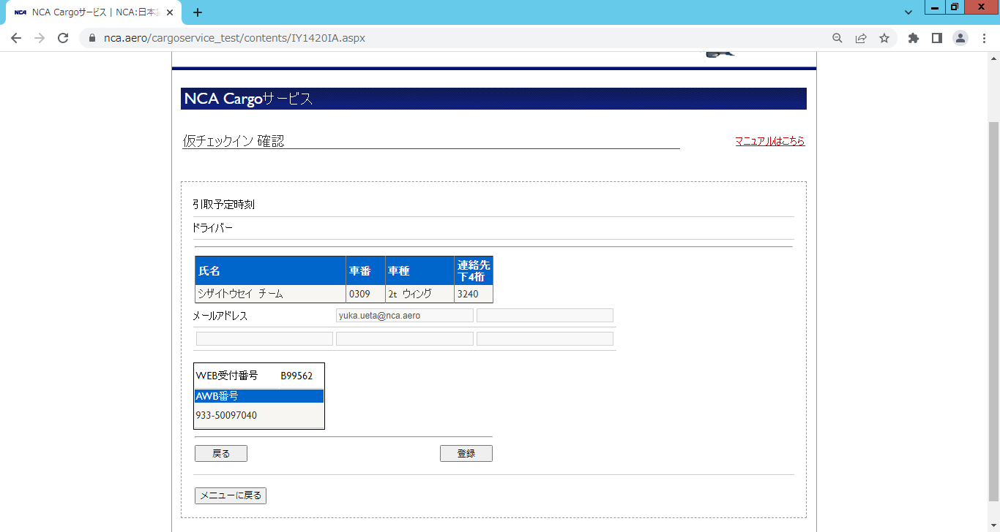 NCA NCA Cargoサービス | NCA:日本
nca.aero/cargoservice_test/contents/IY1420IA.aspx
NCA Cargoサービス
仮チェックイン 確認
マニュアルはこちら
引取予定時刻
ドライバー
氏名 車番 車種 連絡先下4桁
シザイトウセイ チーム 0309 2t ウィング 3240
メールアドレス yuka.ueta@nca.aero
WEB受付番号 B99562
AWB番号
933-50097040
戻る 登録
メニューに戻る